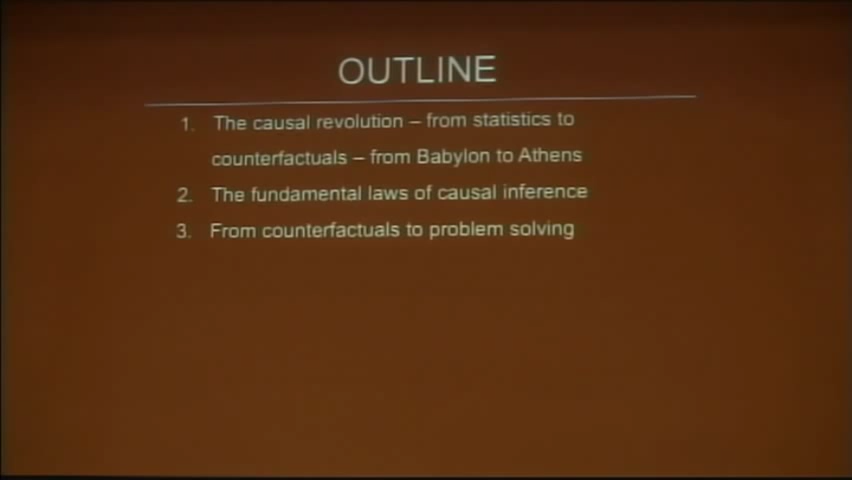 OUTLINE
1. The causal revolution – from statistics to
counterfactuals – from Babylon to Athens
2. The fundamental laws of causal inference
3. From counterfactuals to problem solving